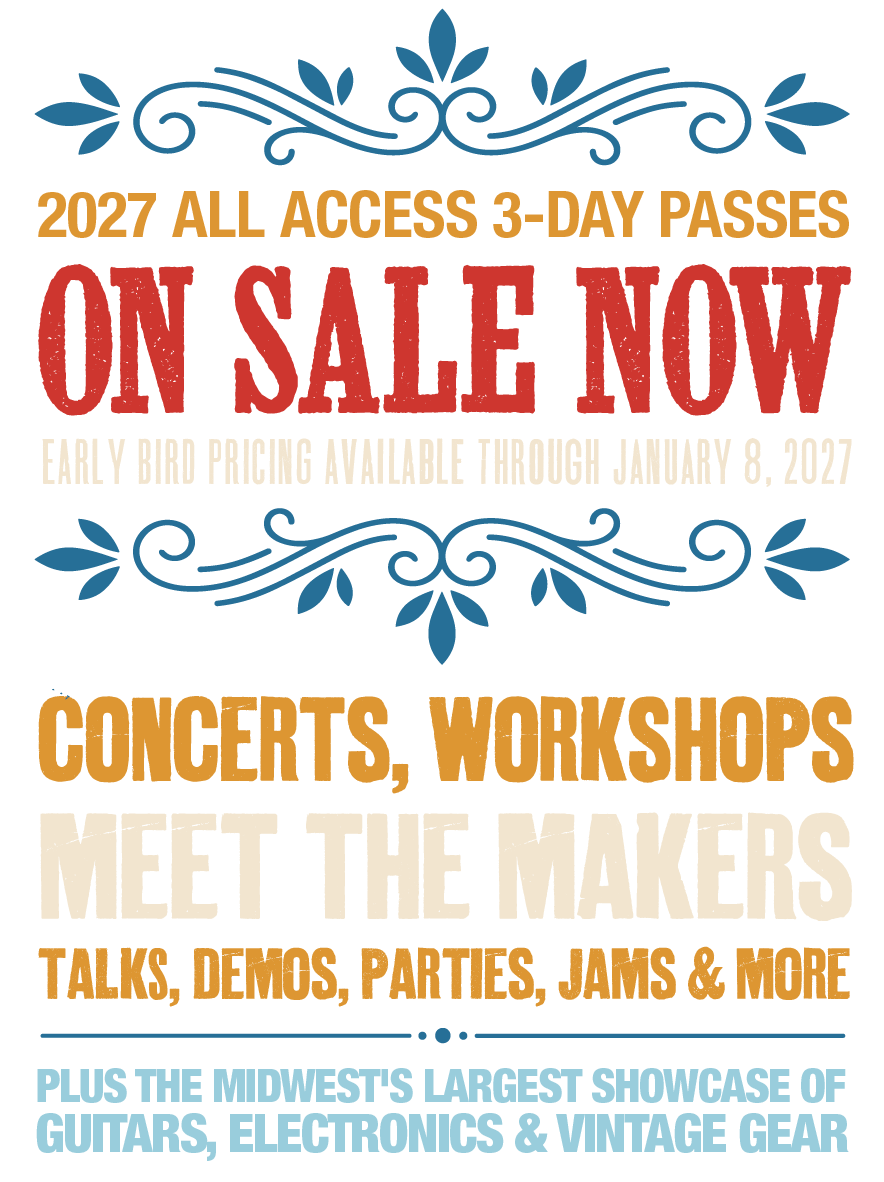 2027 ALL ACCESS 3-DAY PASSES
ON SALE NOW
EARLY BIRD PRICING AVAILABLE THROUGH JANUARY 8, 2027
CONCERTS, WORKSHOPS
MEET THE MAKERS
TALKS, DEMOS, PARTIES, JAMS & MORE
PLUS THE MIDWEST'S LARGEST SHOWCASE OF
GUITARS, ELECTRONICS & VINTAGE GEAR